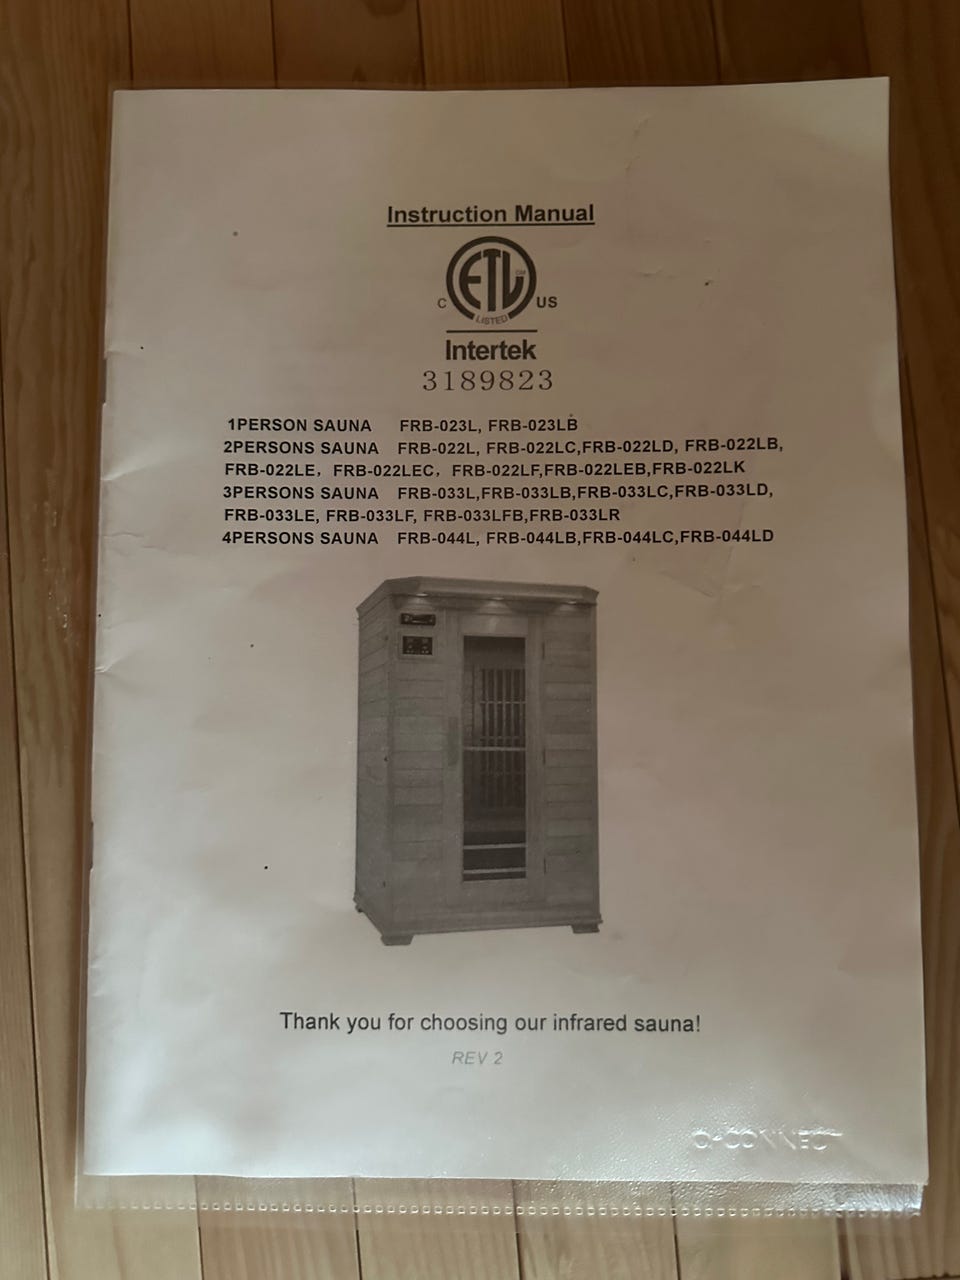 Instruction Manual
ETL
CM
C US
LISTED
Intertek
3189823
1PERSON SAUNA FRB-023L, FRB-023LB
2PERSONS SAUNA FRB-022L, FRB-022LC,FRB-022LD, FRB-022LB,
FRB-022LE, FRB-022LEC, FRB-022LF,FRB-022LEB,FRB-022LK
3PERSONS SAUNA FRB-033L,FRB-033LB,FRB-033LC,FRB-033LD,
FRB-033LE, FRB-033LF, FRB-033LFB,FRB-033LR
4PERSONS SAUNA FRB-044L, FRB-044LB,FRB-044LC,FRB-044LD
Thank you for choosing our infrared sauna!
REV 2
Q-CONNECT